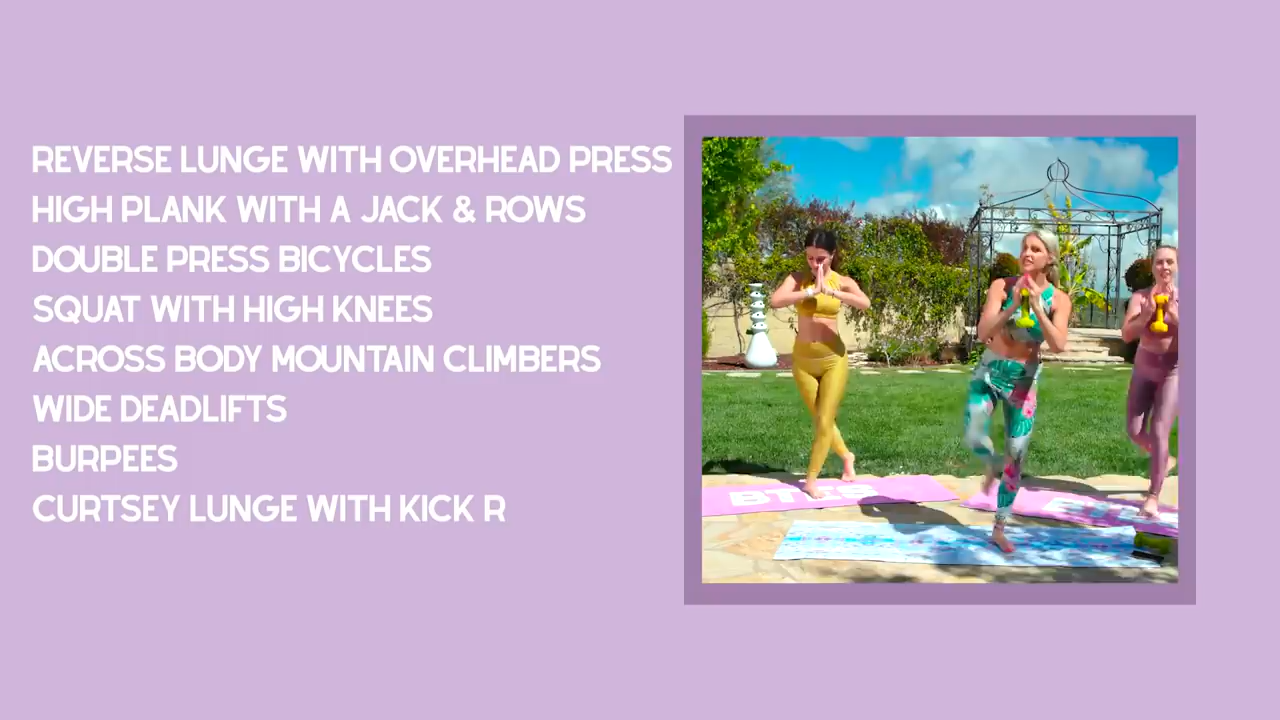 REVERSE LUNGE WITH OVERHEAD PRESS
HIGH PLANK WITH A JACK & ROWS
DOUBLE PRESS BICYCLES
SQUAT WITH HIGH KNEES
ACROSS BODY MOUNTAIN CLIMBERS
WIDE DEADLIFTS
BURPEES
CURTSEY LUNGE WITH KICK R